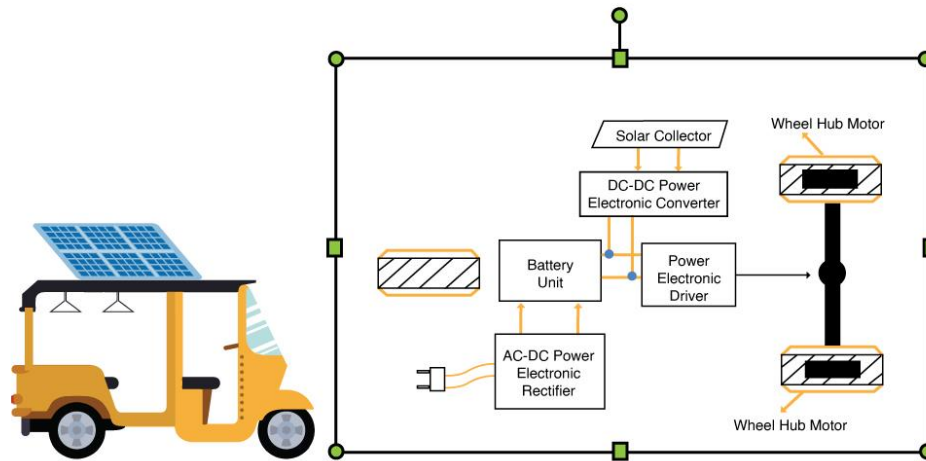 Wheel Hub Motor
Solar Collector
DC-DC Power
Electronic Converter
Battery
Unit
Power
Electronic
Driver
AC-DC Power
Electronic
Rectifier
Wheel Hub Motor